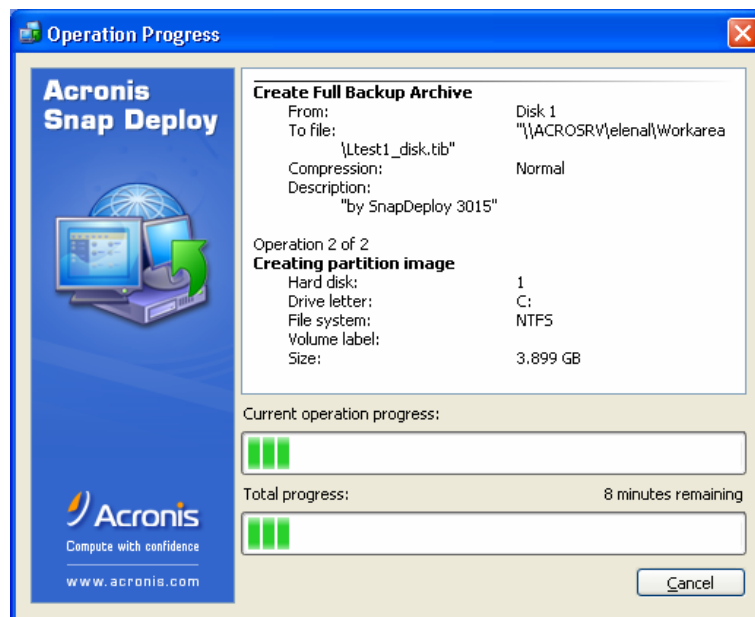 Operation Progress
Acronis
Snap Deploy
Create Full Backup Archive
From: Disk 1
To file: "\\ACROSRV\elenal\Workarea
\Ltest1_disk.tib"
Compression: Normal
Description:
"by SnapDeploy 3015"
Operation 2 of 2
Creating partition image
Hard disk: 1
Drive letter: C:
File system: NTFS
Volume label:
Size: 3.899 GB
Current operation progress:
Total progress: 8 minutes remaining
Acronis
Compute with confidence
www.acronis.com
Cancel